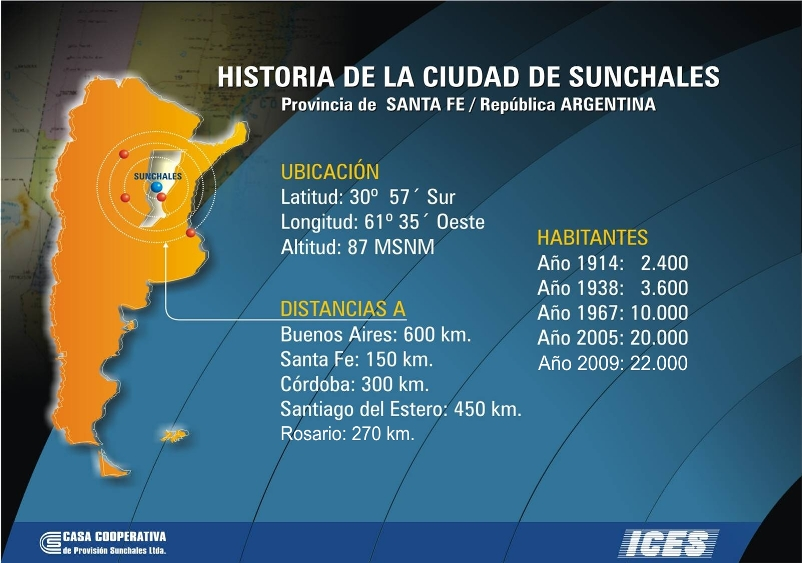 HISTORIA DE LA CIUDAD DE SUNCHALES
Provincia de SANTA FE / República ARGENTINA
SUNCHALES
UBICACIÓN
Latitud: 30º 57´ Sur
Longitud: 61º 35´ Oeste
Altitud: 87 MSNM
DISTANCIAS A
Buenos Aires: 600 km.
Santa Fe: 150 km.
Córdoba: 300 km.
Santiago del Estero: 450 km.
Rosario: 270 km.
HABITANTES
Año 1914: 2.400
Año 1938: 3.600
Año 1967: 10.000
Año 2005: 20.000
Año 2009: 22.000
CASA COOPERATIVA
de Provisión Sunchales Ltda.
ICES